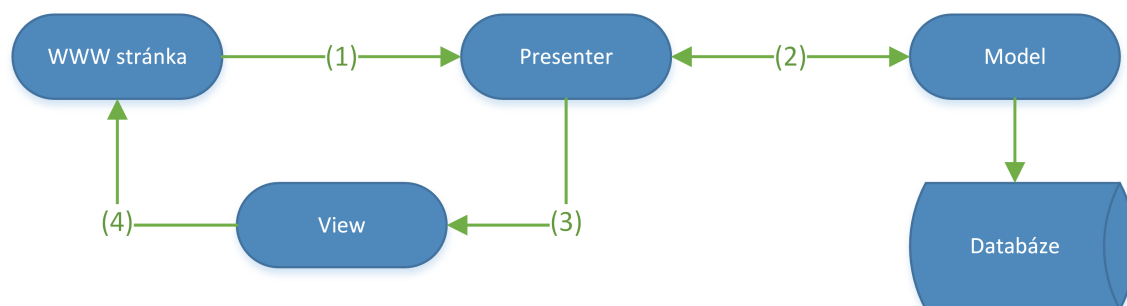 WWW stránka
(1)
Presenter
(2)
Model
(4)
View
(3)
Databáze